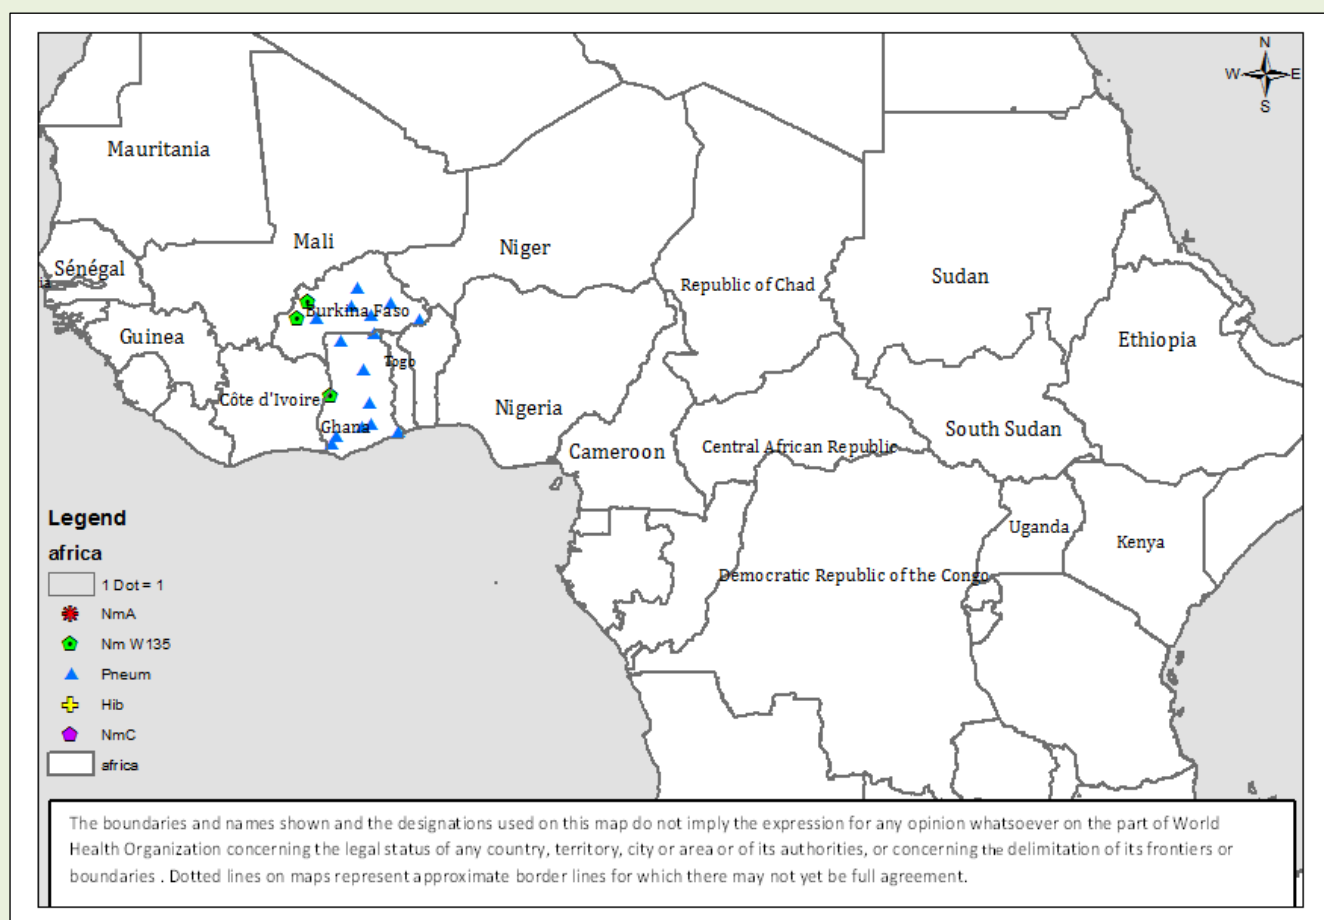 N
W E
S
Mauritania
Mali
Niger
Sénégal
ia
Republic of Chad
Sudan
Burkina Faso
Guinea
Ethiopia
Togo
Côte d'Ivoire
Nigeria
Ghana
South Sudan
Cameroon
Central African Republic
Legend
Uganda
Kenya
africa
Democratic Republic of the Congo
1 Dot = 1
NmA
Nm W135
Pneum
Hib
NmC
africa
The boundaries and names shown and the designations used on this map do not imply the expression for any opinion whatsoever on the part of World
Health Organization concerning the legal status of any country, territory, city or area or of its authorities, or concerning the delimitation of its frontiers or
boundaries . Dotted lines on maps represent approximate border lines for which there may not yet be full agreement.